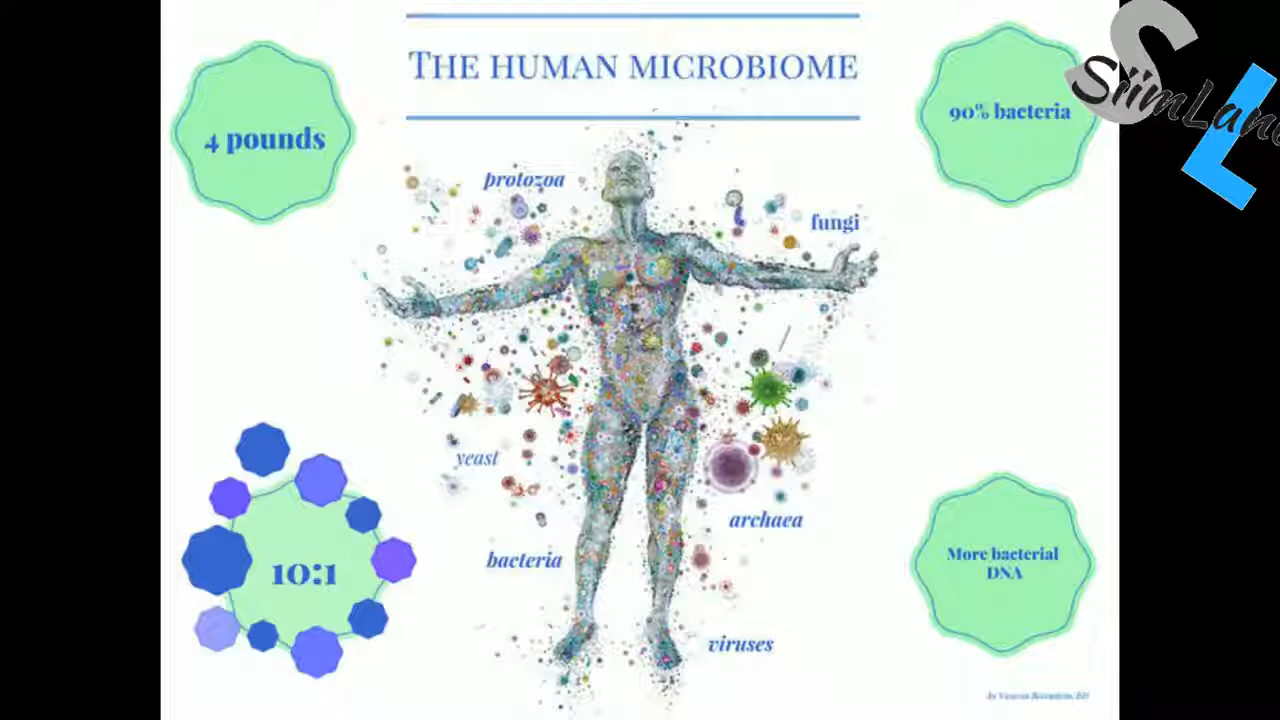 THE HUMAN MICROBIOME
4 pounds
90% bacteria
SiimLand
protozoa
fungi
yeast
archaea
bacteria
10:1
More bacterial
DNA
viruses